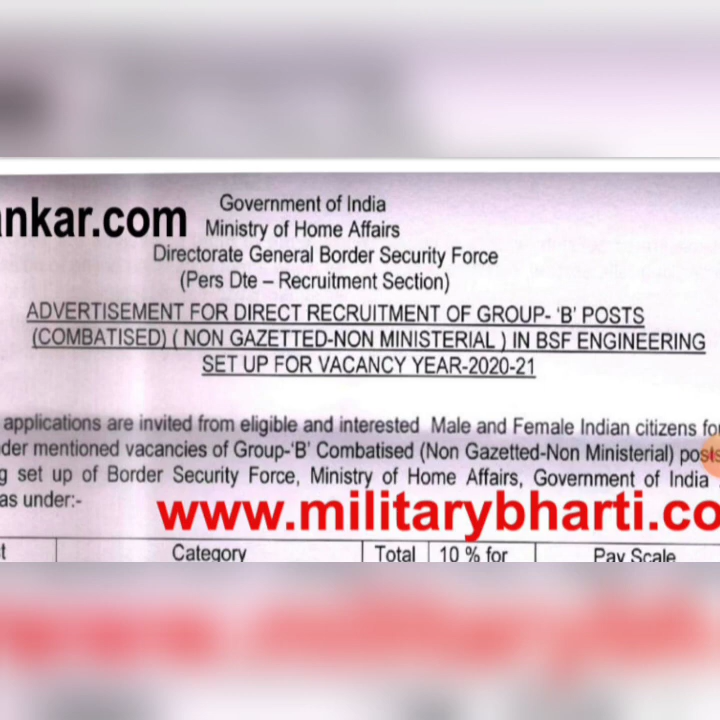 ankar.com
Government of India
Ministry of Home Affairs
Directorate General Border Security Force
(Pers Dte – Recruitment Section)
ADVERTISEMENT FOR DIRECT RECRUITMENT OF GROUP- ‘B’ POSTS
(COMBATISED) ( NON GAZETTED-NON MINISTERIAL ) IN BSF ENGINEERING
SET UP FOR VACANCY YEAR-2020-21
applications are invited from eligible and interested Male and Female Indian citizens fo
der mentioned vacancies of Group-‘B’ Combatised (Non Gazetted-Non Ministerial) posts
g set up of Border Security Force, Ministry of Home Affairs, Government of India
as under:-
www.militarybharti.co
t Category Total 10 % for Pay Scale